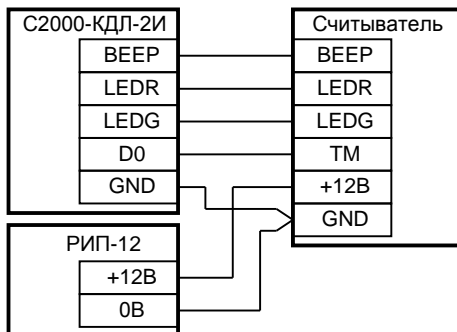 С2000-КДЛ-2И
BEEP
LEDR
LEDG
D0
GND
РИП-12
+12В
0В
Считыватель
BEEP
LEDR
LEDG
TM
+12В
GND